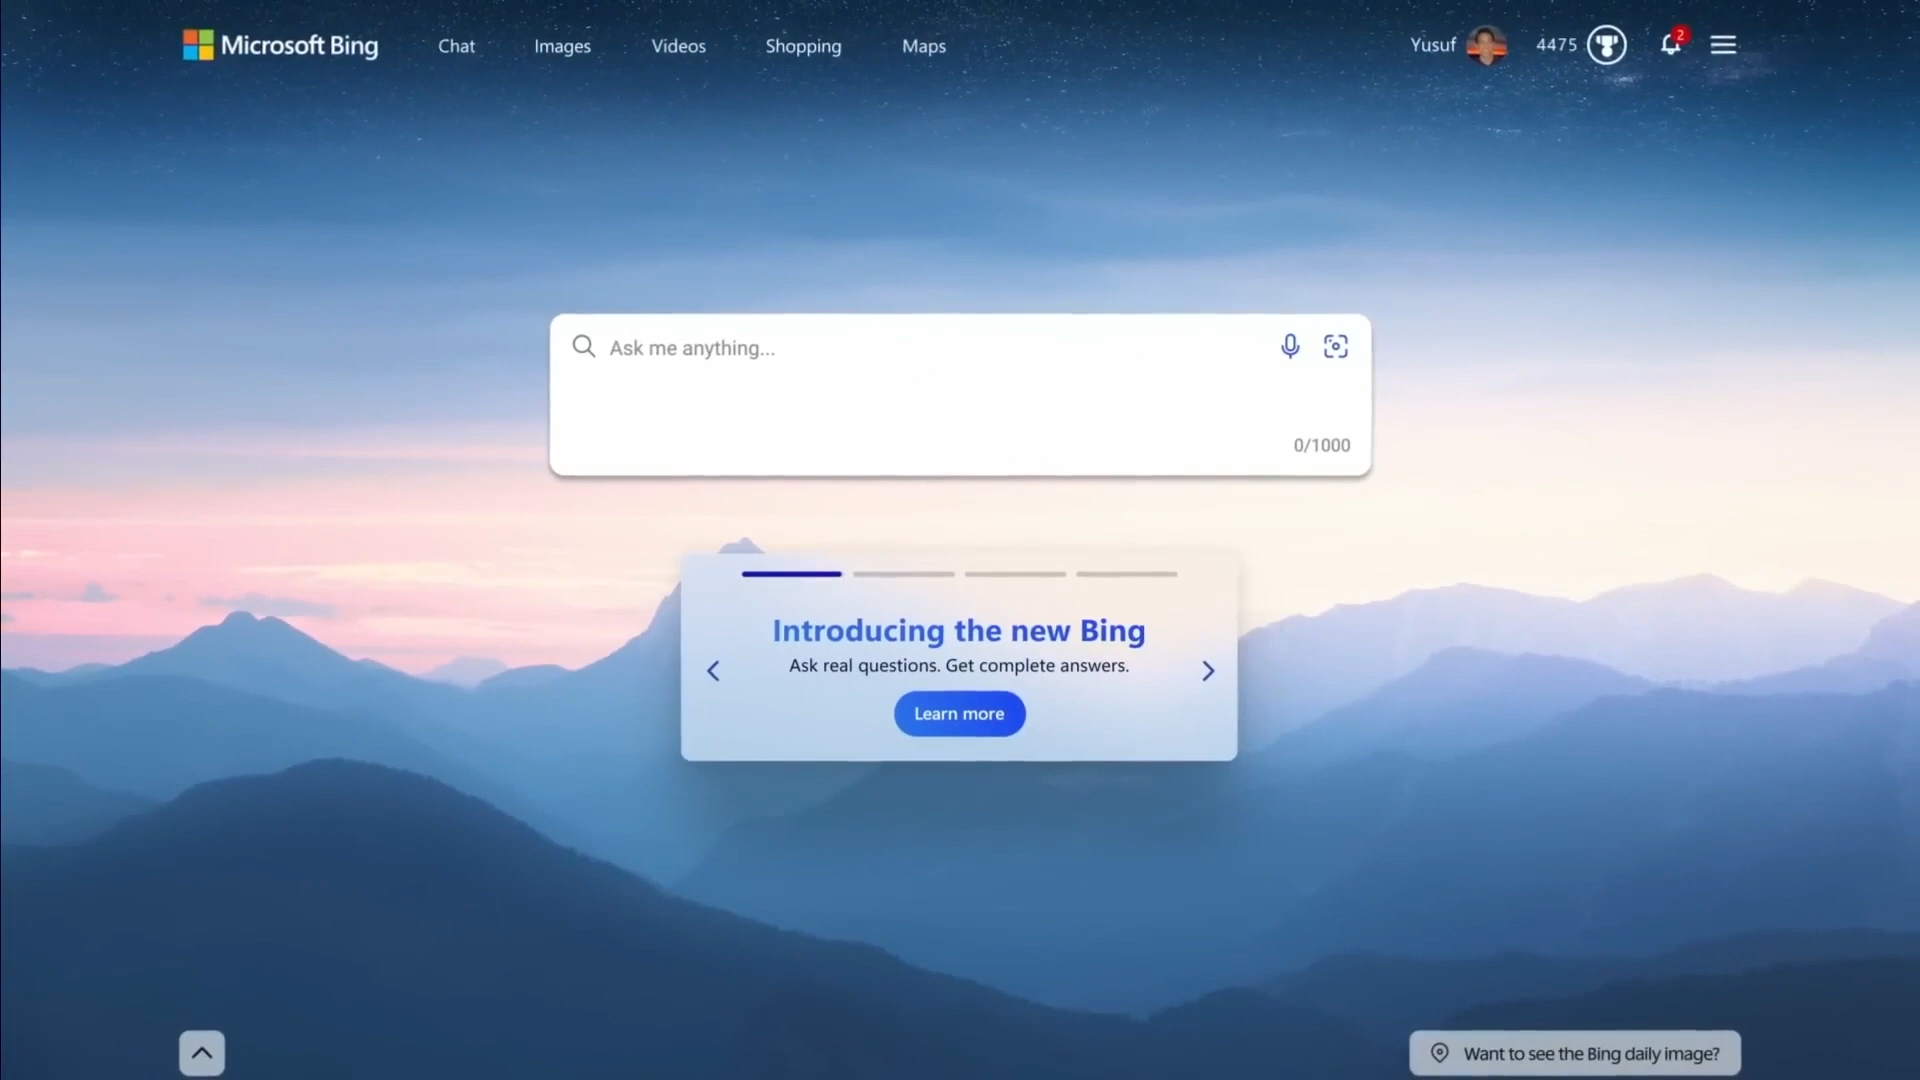 Microsoft Bing
Chat
Images
Videos
Shopping
Maps
Yusuf
4475
2
Ask me anything...
0/1000
Introducing the new Bing
Ask real questions. Get complete answers.
Learn more
Want to see the Bing daily image?